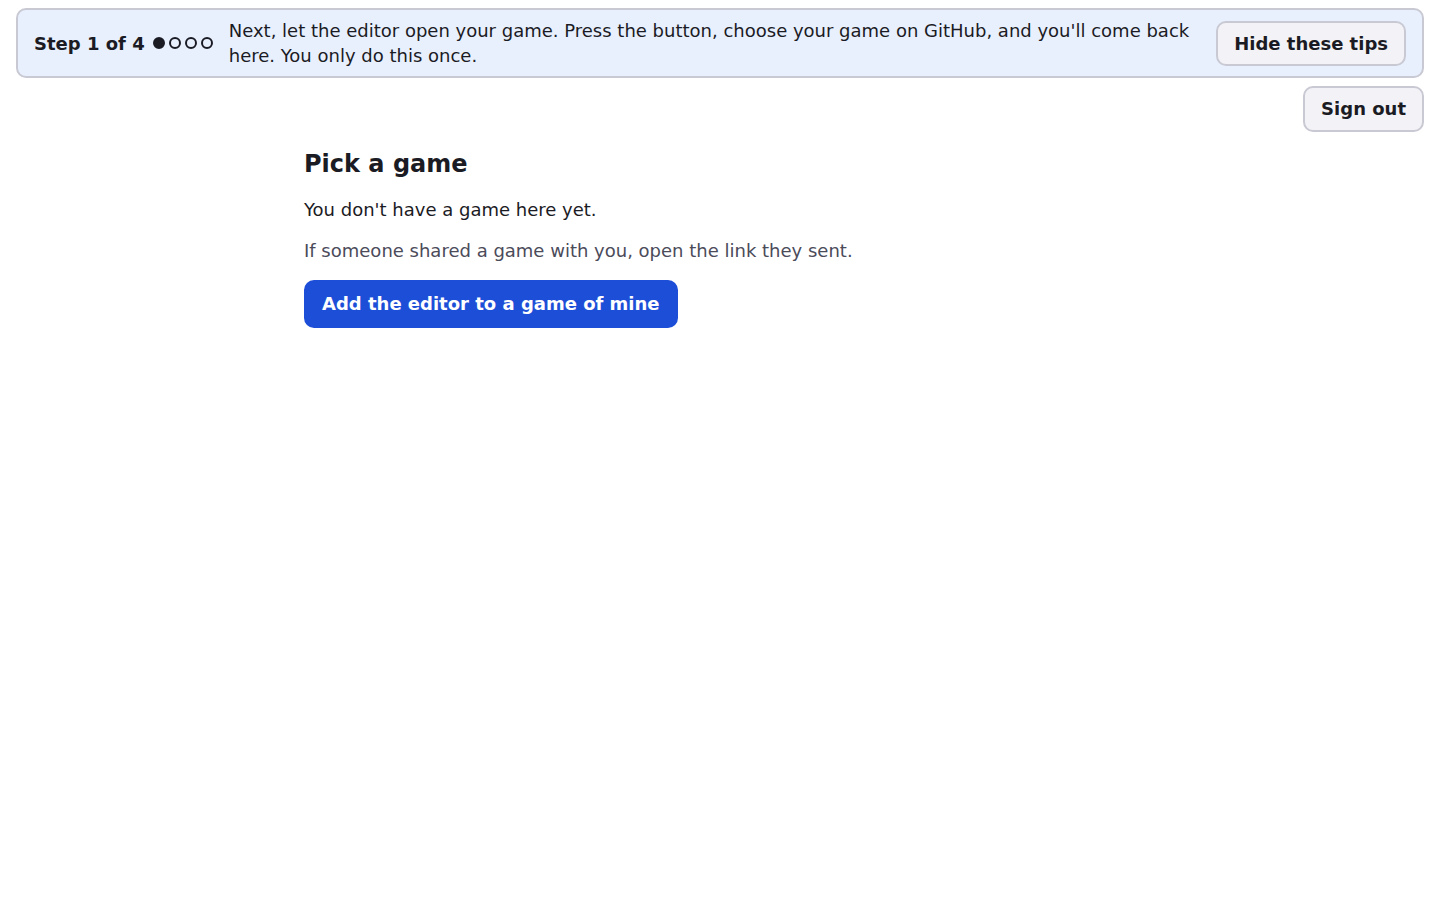 Step 1 of 4
Next, let the editor open your game. Press the button, choose your game on GitHub, and you'll come back
here. You only do this once.
Hide these tips
Sign out
Pick a game
You don't have a game here yet.
If someone shared a game with you, open the link they sent.
Add the editor to a game of mine